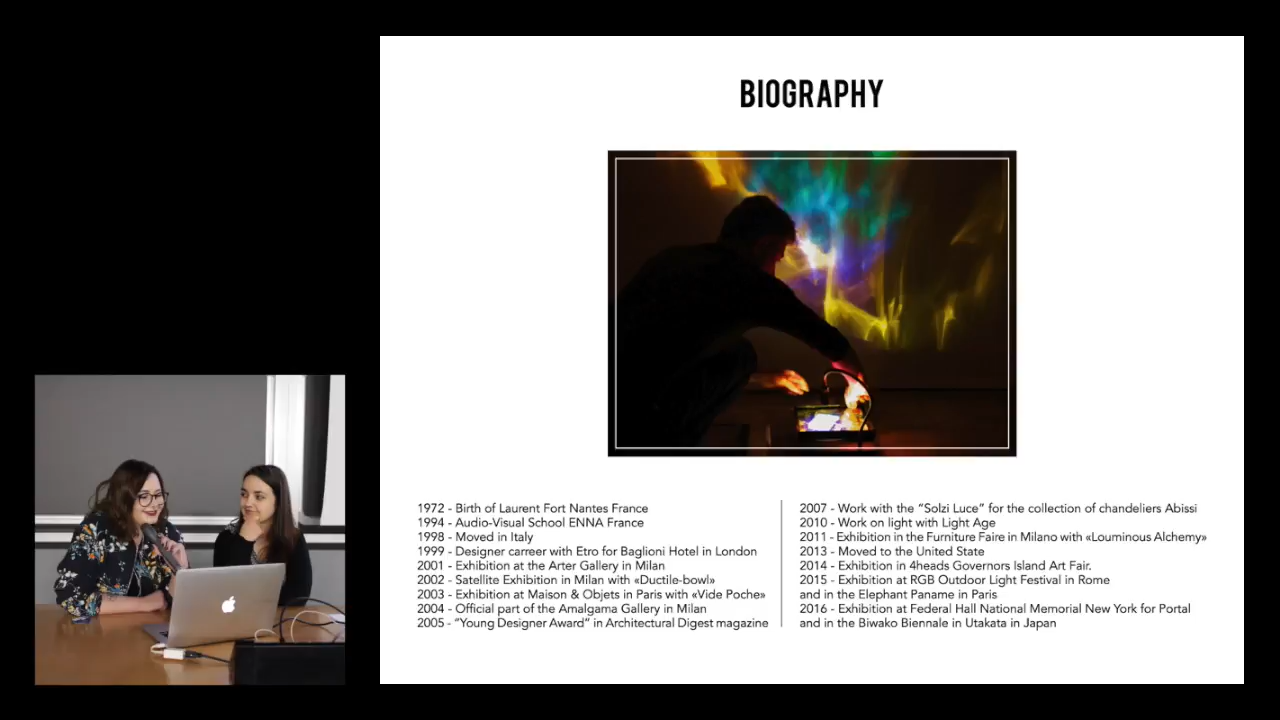 BIOGRAPHY
1972 - Birth of Laurent Fort Nantes France
1994 - Audio-Visual School ENNA France
1998 - Moved in Italy
1999 - Designer carreer with Etro for Baglioni Hotel in London
2001 - Exhibition at the Arter Gallery in Milan
2002 - Satellite Exhibition in Milan with «Ductile-bowl»
2003 - Exhibition at Maison & Objets in Paris with «Vide Poche»
2004 - Official part of the Amalgama Gallery in Milan
2005 - “Young Designer Award” in Architectural Digest magazine
2007 - Work with the “Solzi Luce” for the collection of chandeliers Abissi
2010 - Work on light with Light Age
2011 - Exhibition in the Furniture Faire in Milano with «Louminous Alchemy»
2013 - Moved to the United State
2014 - Exhibition in 4heads Governors Island Art Fair.
2015 - Exhibition at RGB Outdoor Light Festival in Rome
and in the Elephant Paname in Paris
2016 - Exhibition at Federal Hall National Memorial New York for Portal
and in the Biwako Biennale in Utakata in Japan